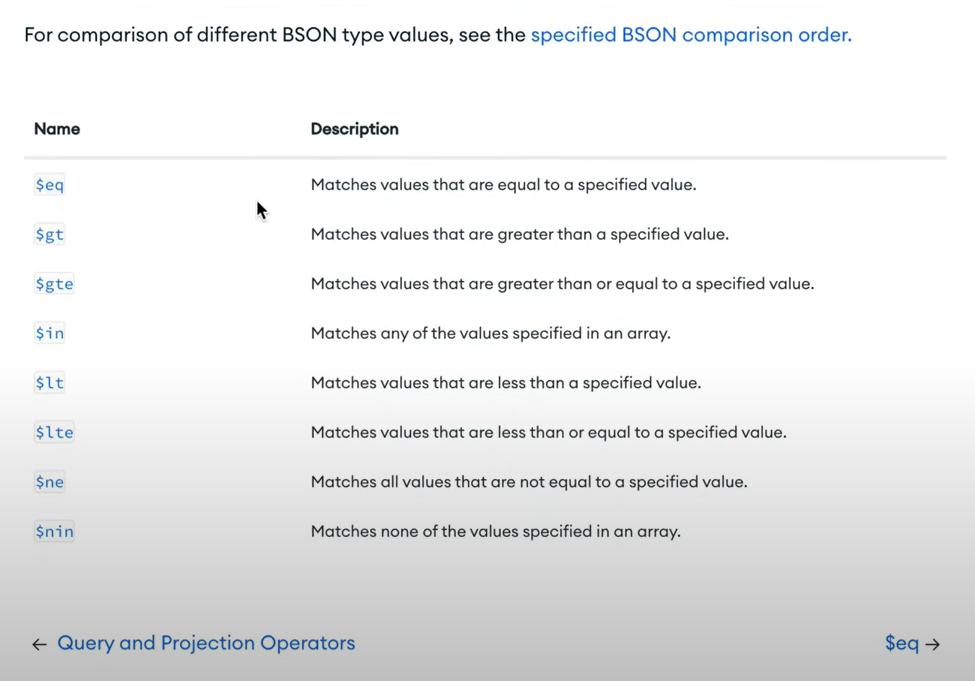 For comparison of different BSON type values, see the specified BSON comparison order.
Name Description
$eq Matches values that are equal to a specified value.
$gt Matches values that are greater than a specified value.
$gte Matches values that are greater than or equal to a specified value.
$in Matches any of the values specified in an array.
$lt Matches values that are less than a specified value.
$lte Matches values that are less than or equal to a specified value.
$ne Matches all values that are not equal to a specified value.
$nin Matches none of the values specified in an array.
← Query and Projection Operators $eq →